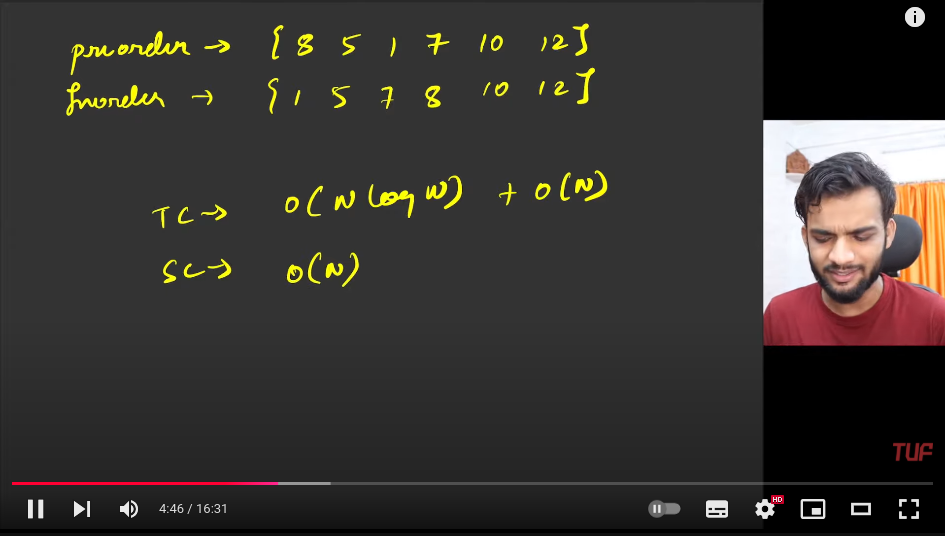 preorder → { 8 5 1 7 10 12 ]
Inorder → { 1 5 7 8 10 12 ]
TC → O(N log N) + O(N)
SC → O(N)
TUF
4:46 / 16:31
HD